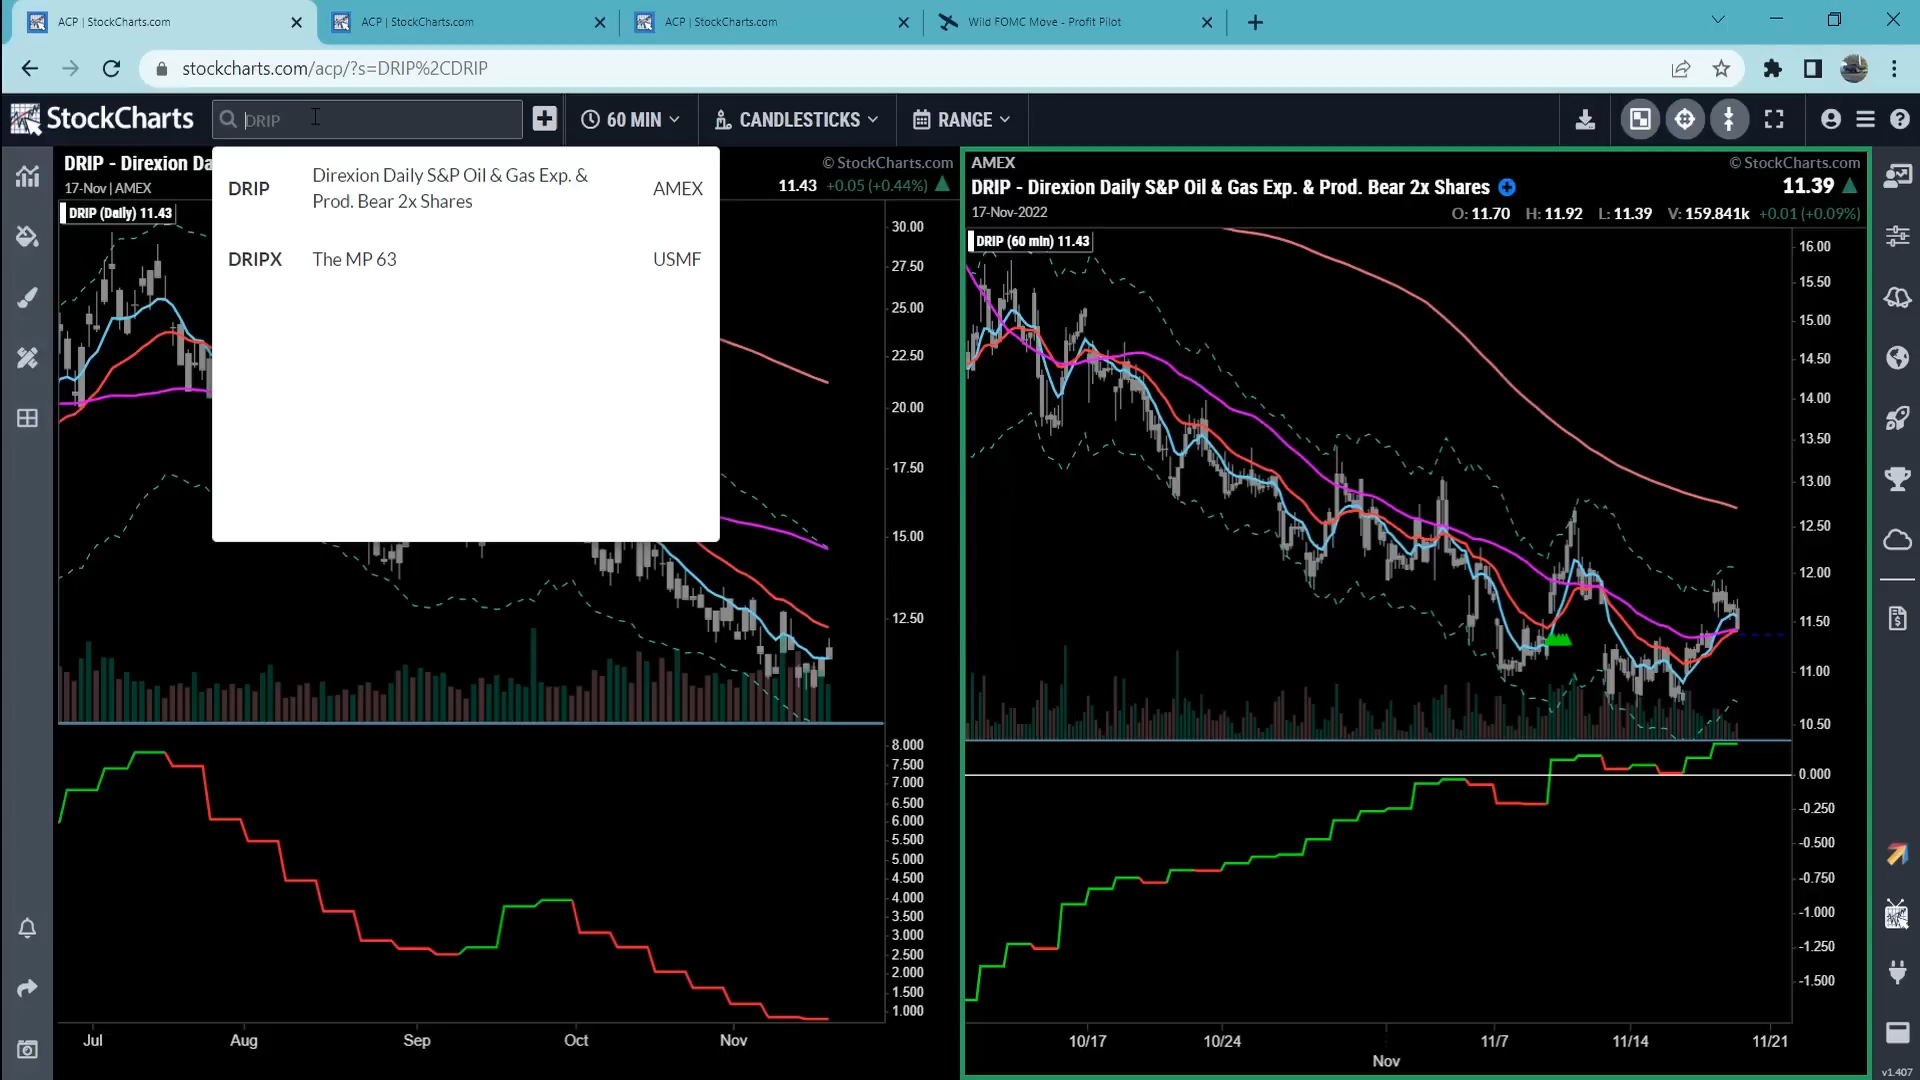 ACP | StockCharts.com
ACP | StockCharts.com
ACP | StockCharts.com
Wild FOMC Move - Profit Pilot
stockcharts.com/acp/?s=DRIP%2CDRIP
StockCharts
DRIP
60 MIN
CANDLESTICKS
RANGE
DRIP - Direxion Da
17-Nov | AMEX
© StockCharts.com
11.43 +0.05 (+0.44%)
DRIP (Daily) 11.43
DRIP
Direxion Daily S&P Oil & Gas Exp. &
Prod. Bear 2x Shares
AMEX
DRIPX
The MP 63
USMF
30.00
27.50
25.00
22.50
20.00
17.50
15.00
12.50
8.000
7.500
7.000
6.500
6.000
5.500
5.000
4.500
4.000
3.500
3.000
2.500
2.000
1.500
1.000
Jul
Aug
Sep
Oct
Nov
AMEX
© StockCharts.com
DRIP - Direxion Daily S&P Oil & Gas Exp. & Prod. Bear 2x Shares
11.39
17-Nov-2022
O: 11.70 H: 11.92 L: 11.39 V: 159.841k +0.01 (+0.09%)
DRIP (60 min) 11.43
16.00
15.50
15.00
14.50
14.00
13.50
13.00
12.50
12.00
11.50
11.00
10.50
0.000
-0.250
-0.500
-0.750
-1.000
-1.250
-1.500
10/17
10/24
11/7
11/14
11/21
Nov
v1.407